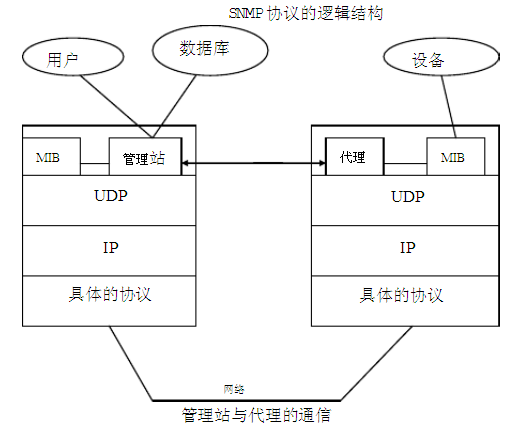 SNMP 协议的逻辑结构
用户
数据库
设备
MIB
管理站
代理
MIB
UDP
UDP
IP
IP
具体的协议
具体的协议
网络
管理站与代理的通信